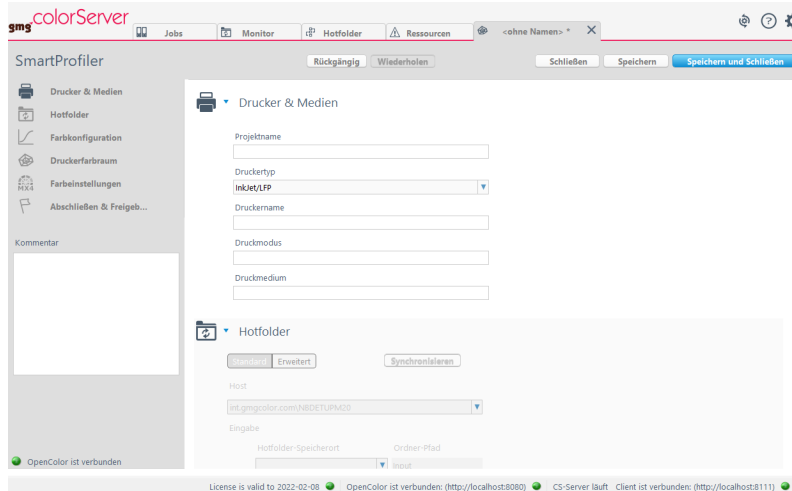 gmg colorServer
Jobs Monitor Hotfolder Ressourcen <ohne Namen> *
SmartProfiler Rückgängig Wiederholen Schließen Speichern Speichern und Schließen
Drucker & Medien
Hotfolder
Farbkonfiguration
Druckerfarbraum
MX4 Farbeinstellungen
Abschließen & Freigeb...
Kommentar
OpenColor ist verbunden
Drucker & Medien
Projektname
Druckertyp
InkJet/LFP
Druckername
Druckmodus
Druckmedium
Hotfolder
Standard Erweitert Synchronisieren
Host
int.gmgcolor.com\NBDETUPM20
Eingabe
Hotfolder-Speicherort Ordner-Pfad
input
License is valid to 2022-02-08 OpenColor ist verbunden: (http://localhost:8080) CS-Server läuft Client ist verbunden: (http://localhost:8111)